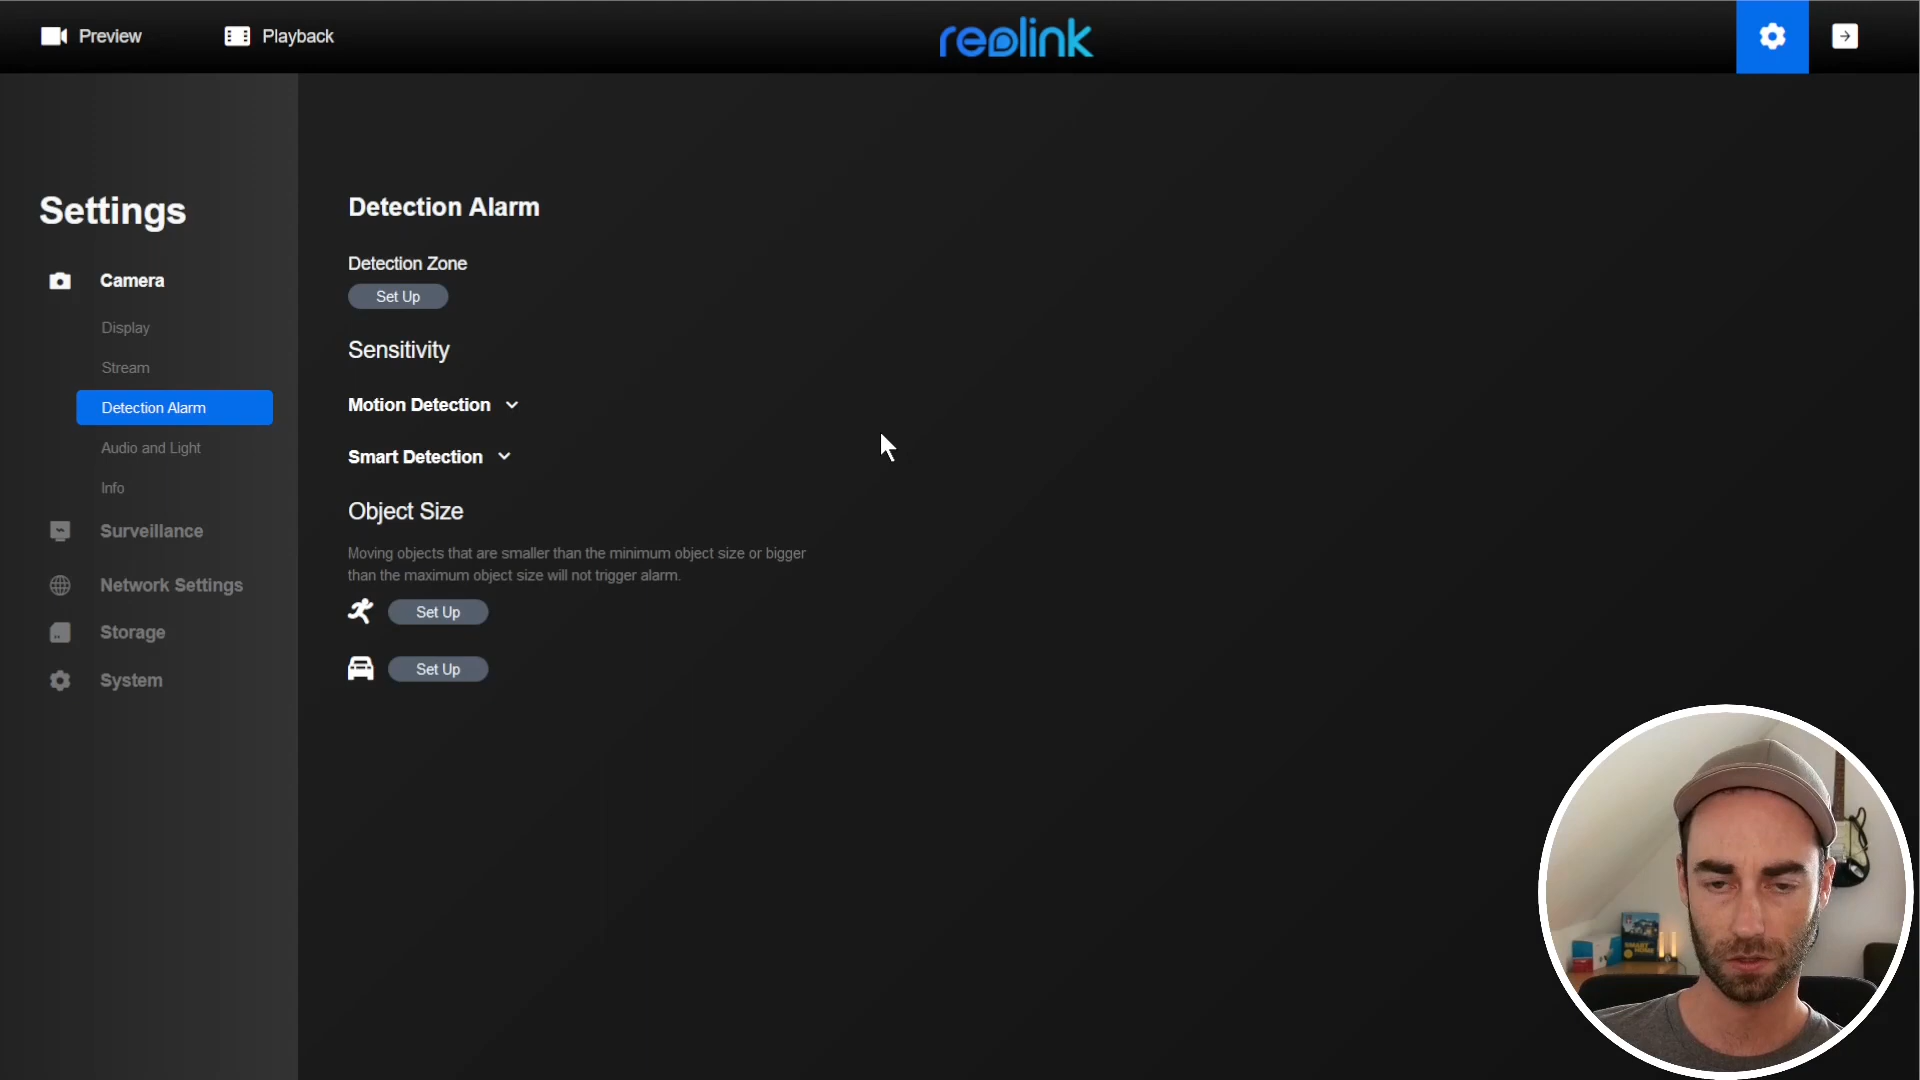 Preview
Playback
reolink
Settings
Camera
Display
Stream
Detection Alarm
Audio and Light
Info
Surveillance
Network Settings
Storage
System
Detection Alarm
Detection Zone
Set Up
Sensitivity
Motion Detection
Smart Detection
Object Size
Moving objects that are smaller than the minimum object size or bigger
than the maximum object size will not trigger alarm.
Set Up
Set Up
SMART
HOME